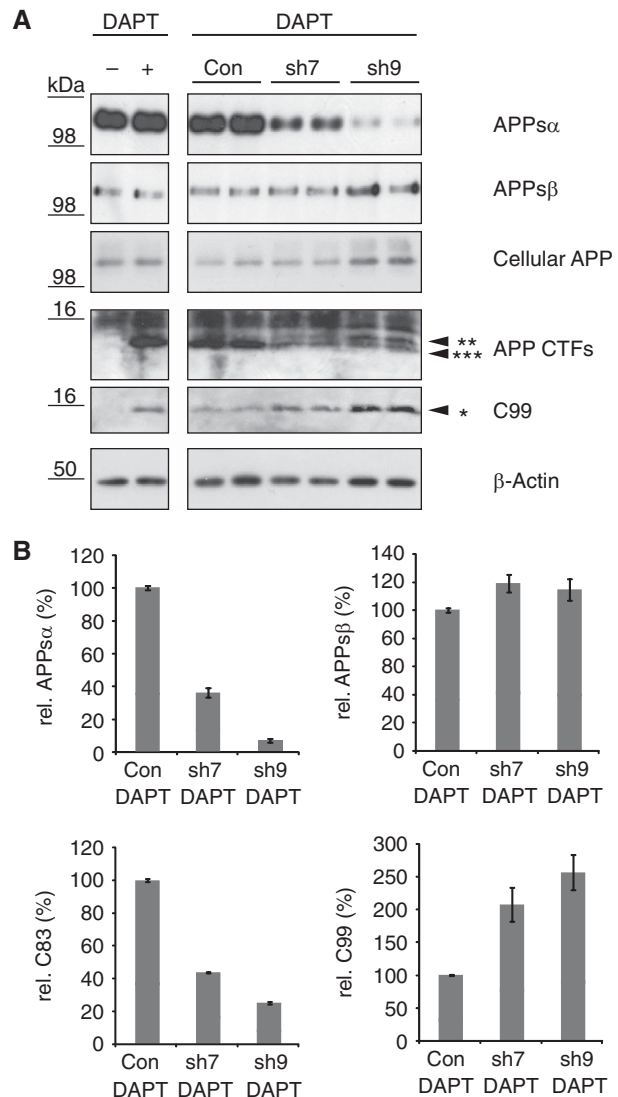 A
DAPT DAPT
– + Con sh7 sh9
kDa
98 APPsα
98 APPsβ
98 Cellular APP
16 ** *** APP CTFs
16 * C99
50 β-Actin
B
120
100
80
60
40
20
0
rel. APPsα (%)
Con sh7 sh9
DAPT DAPT DAPT
140
120
100
80
60
40
20
0
rel. APPsβ (%)
Con sh7 sh9
DAPT DAPT DAPT
120
100
80
60
40
20
0
rel. C83 (%)
Con sh7 sh9
DAPT DAPT DAPT
300
250
200
150
100
50
0
rel. C99 (%)
Con sh7 sh9
DAPT DAPT DAPT